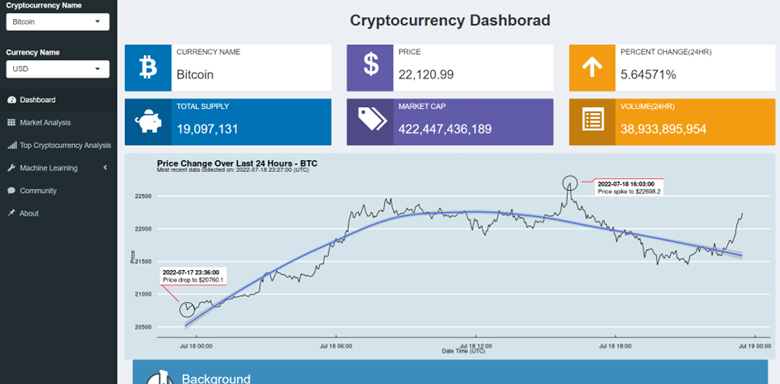 Cryptocurrency Name
Bitcoin
Currency Name
USD
Dashboard
Market Analysis
Top Cryptocurrency Analysis
Machine Learning
Community
About
Cryptocurrency Dashborad
CURRENCY NAME
Bitcoin
PRICE
22,120.99
PERCENT CHANGE(24HR)
5.64571%
TOTAL SUPPLY
19,097,131
MARKET CAP
422,447,436,189
VOLUME(24HR)
38,933,895,954
Price Change Over Last 24 Hours - BTC
Most recent data collected on: 2022-07-18 23:27:00 (UTC)
2022-07-18 16:03:00
Price spike to $22698.2
2022-07-17 23:36:00
Price drop to $20760.1
Price
22500
22000
21500
21000
20500
Jul 18 00:00
Jul 18 06:00
Jul 18 12:00
Jul 18 18:00
Jul 19 00:00
Date Time (UTC)
Background